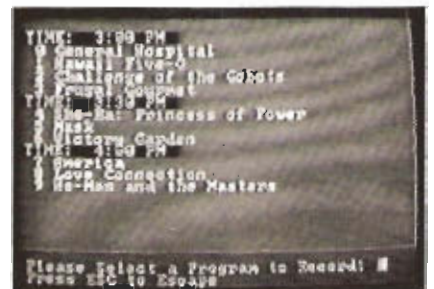 TIME: 3:00 PM
0 General Hospital
1 Hawaii Five-O
2 Challenge of the Gobots
3 Frugal Gourmet
TIME: 3:30 PM
4 She-Ra: Princess of Power
5 Mask
6 Victory Garden
TIME: 4:00 PM
7 America
8 Love Connection
9 He-Man and the Masters
Please Select a Program to Record:
Press ESC to Escape